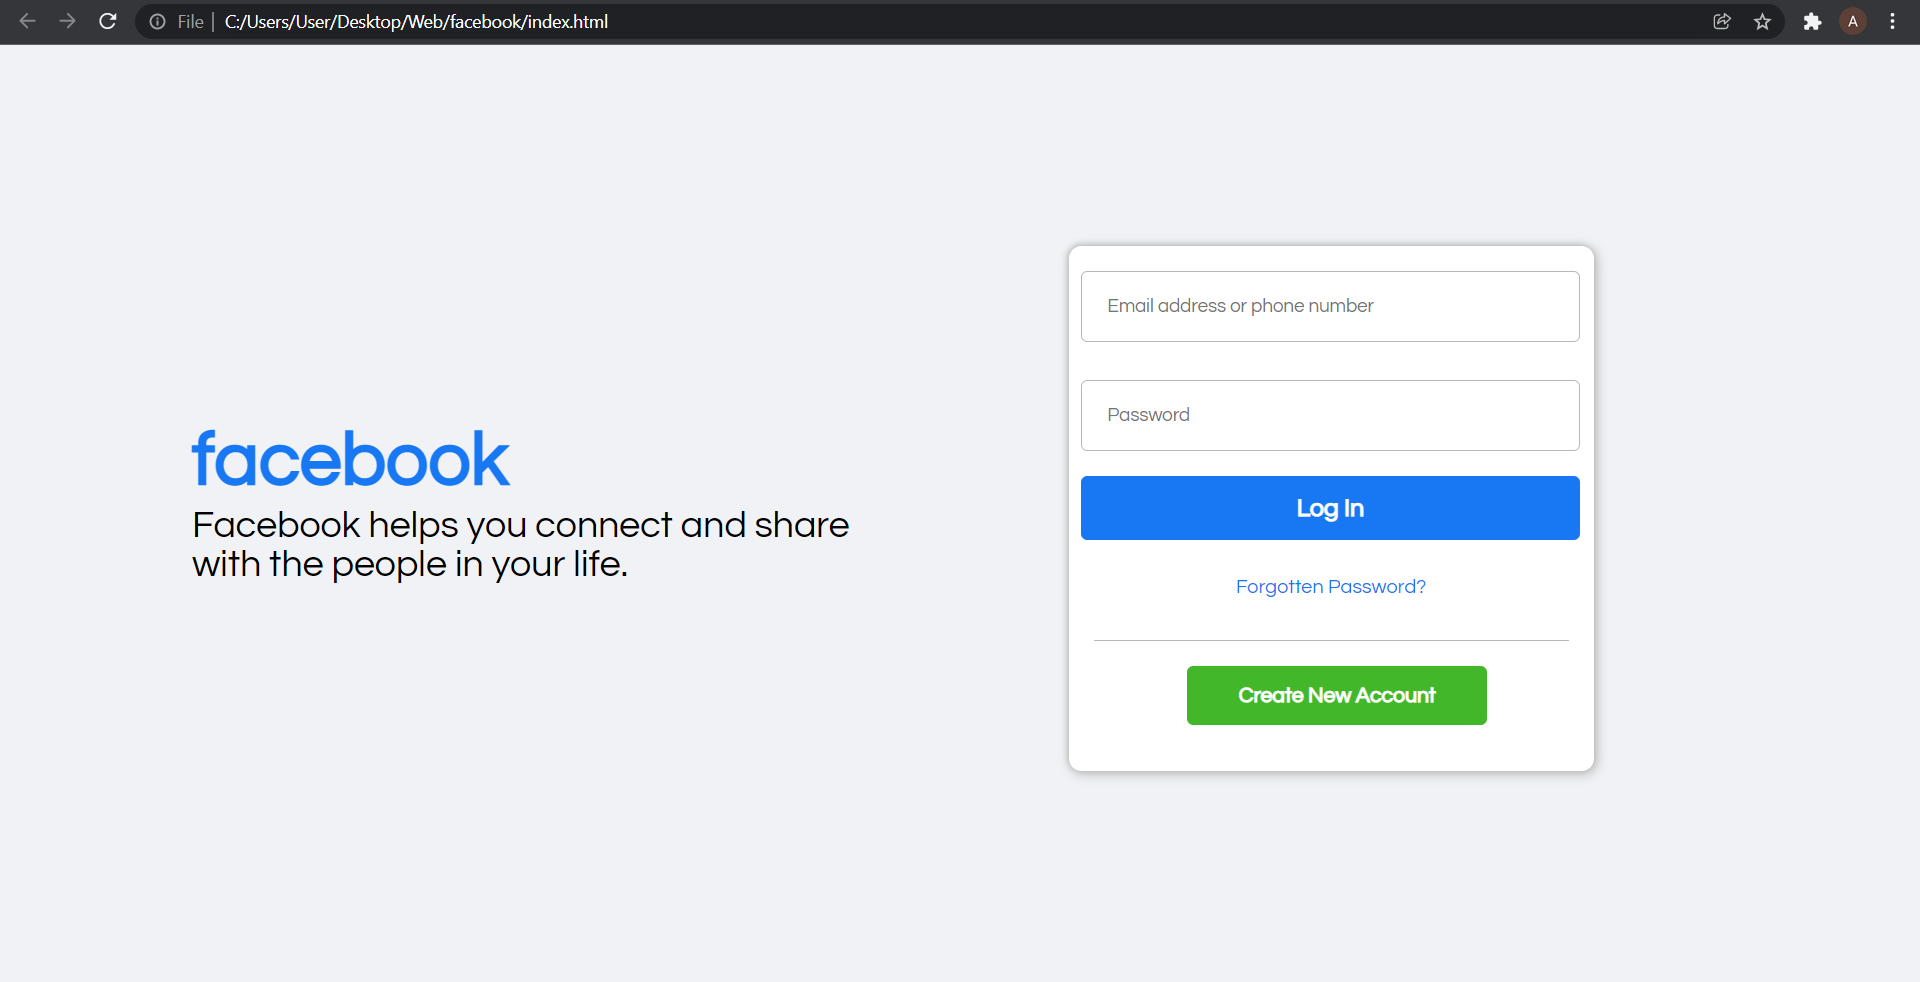 File
C:/Users/User/Desktop/Web/facebook/index.html
A
facebook
Facebook helps you connect and share
with the people in your life.
Email address or phone number
Password
Log In
Forgotten Password?
Create New Account